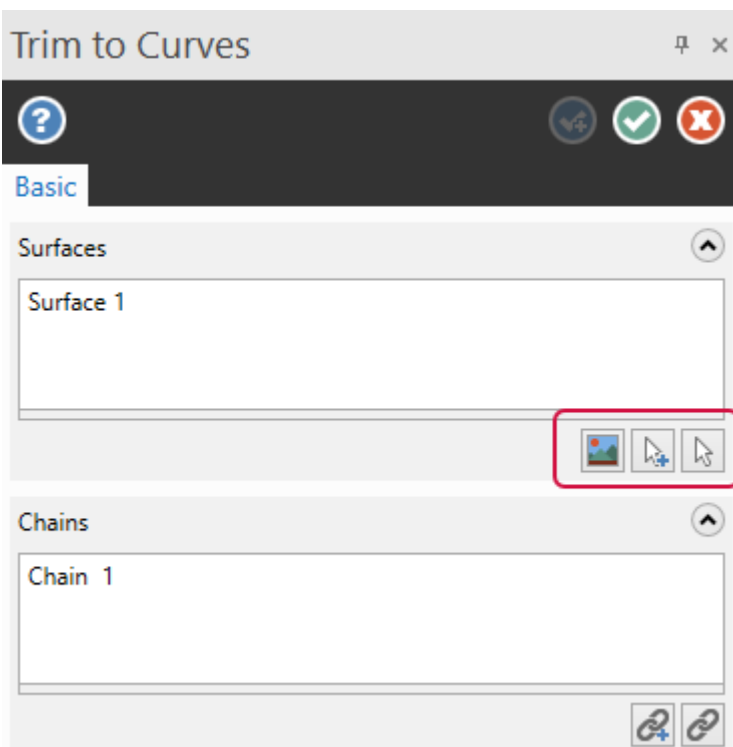 Trim to Curves
Basic
Surfaces
Surface 1
Chains
Chain 1